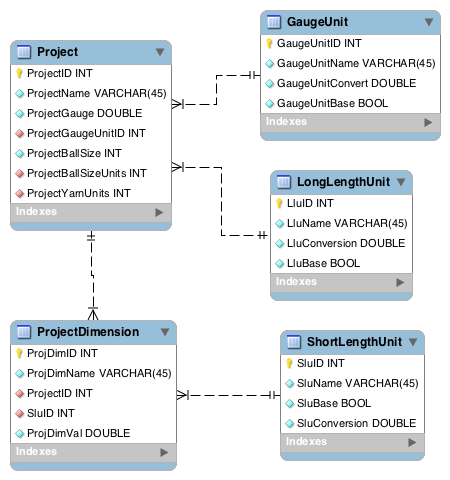 Project
ProjectID INT
ProjectName VARCHAR(45)
ProjectGauge DOUBLE
ProjectGaugeUnitID INT
ProjectBallSize INT
ProjectBallSizeUnits INT
ProjectYarnUnits INT
Indexes
GaugeUnit
GaugeUnitID INT
GaugeUnitName VARCHAR(45)
GaugeUnitConvert DOUBLE
GaugeUnitBase BOOL
Indexes
LongLengthUnit
LluID INT
LluName VARCHAR(45)
LluConversion DOUBLE
LluBase BOOL
Indexes
ProjectDimension
ProjDimID INT
ProjDimName VARCHAR(45)
ProjectID INT
SluID INT
ProjDimVal DOUBLE
Indexes
ShortLengthUnit
SluID INT
SluName VARCHAR(45)
SluBase BOOL
SluConversion DOUBLE
Indexes